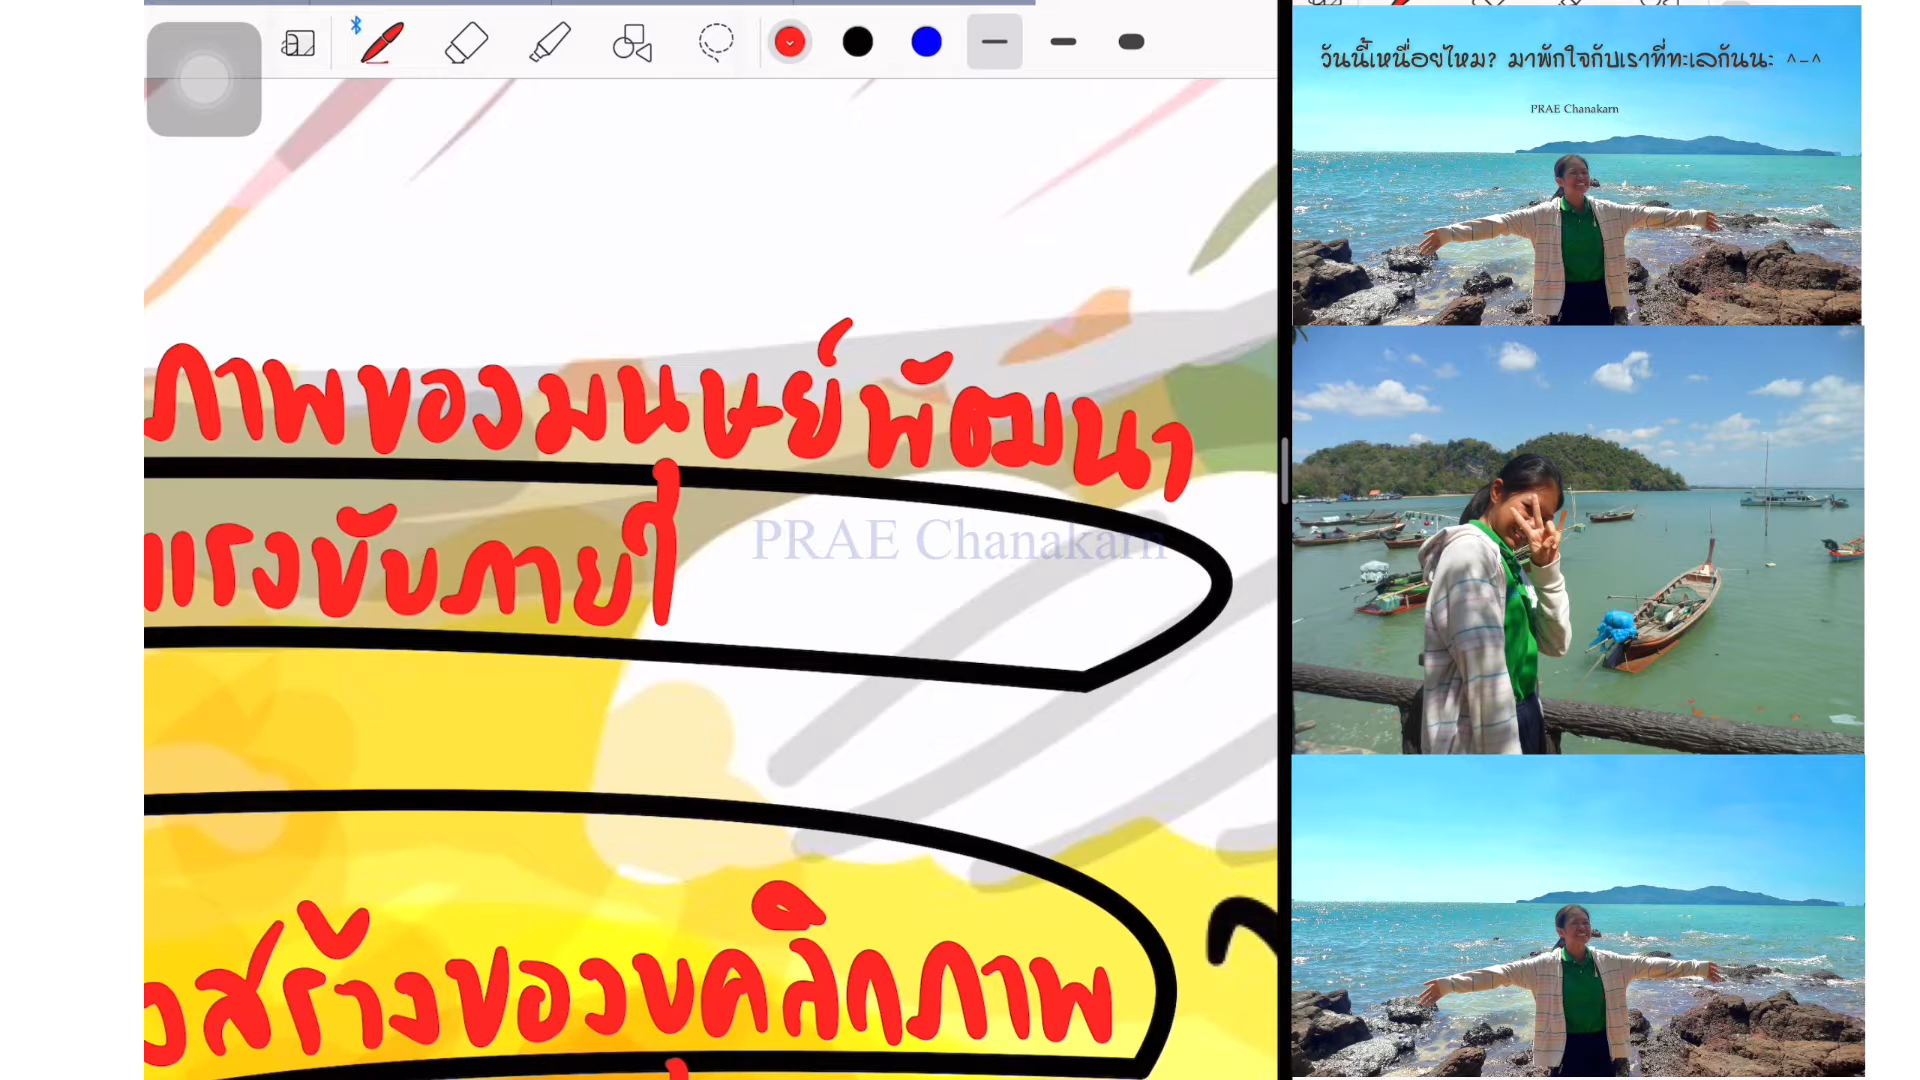 ภาพของมนุษย์พัฒนา
แรงขับภายใ
PRAE Chanakarn
งสร้างของบุคลิกภาพ
วันนี้เหนื่อยไหม? มาพักใจกับเราที่ทะเลกันนะ ^-^
PRAE Chanakarn